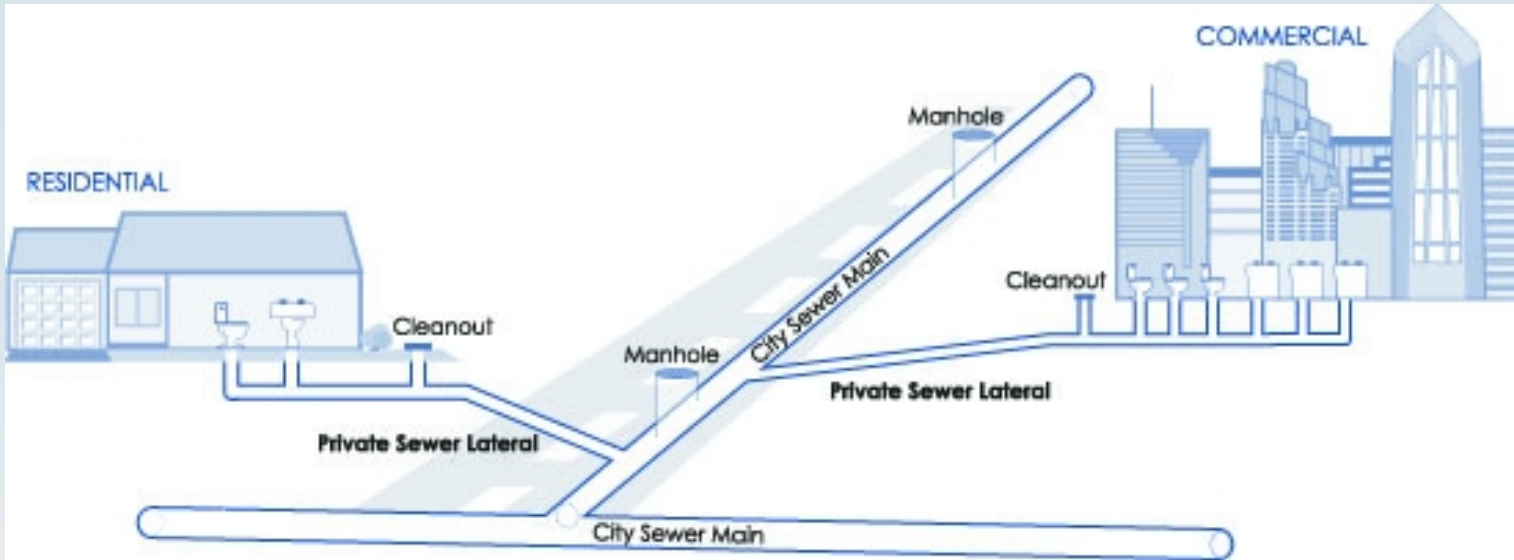 COMMERCIAL
Manhole
RESIDENTIAL
City Sewer Main
Cleanout
Cleanout
Manhole
Private Sewer Lateral
Private Sewer Lateral
City Sewer Main